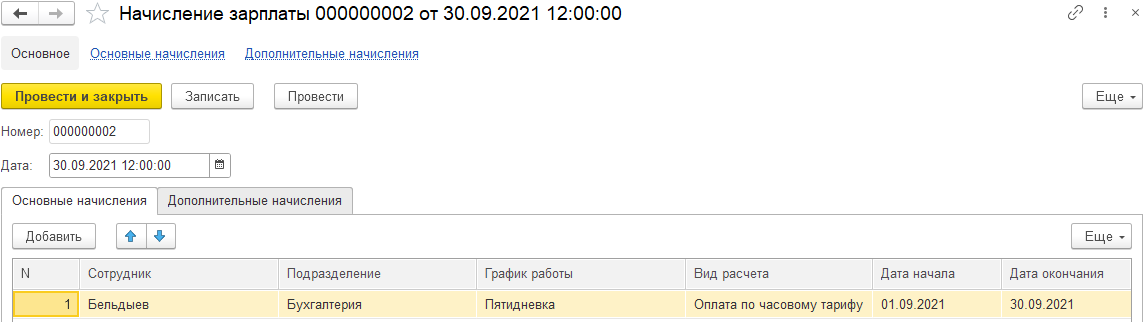 Начисление зарплаты 000000002 от 30.09.2021 12:00:00
Основное Основные начисления Дополнительные начисления
Провести и закрыть Записать Провести Еще
Номер: 000000002
Дата: 30.09.2021 12:00:00
Основные начисления Дополнительные начисления
Добавить Еще
N Сотрудник Подразделение График работы Вид расчета Дата начала Дата окончания
1 Бельдыев Бухгалтерия Пятидневка Оплата по часовому тарифу 01.09.2021 30.09.2021